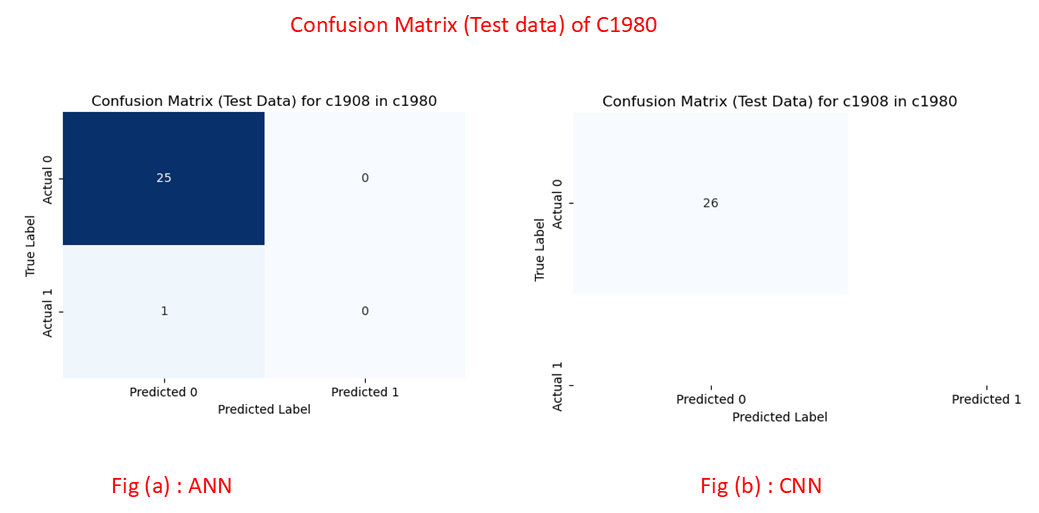 Confusion Matrix (Test data) of C1980
Confusion Matrix (Test Data) for c1908 in c1980
True Label
Actual 0
Actual 1
25
0
1
0
Predicted 0
Predicted 1
Predicted Label
Fig (a) : ANN
Confusion Matrix (Test Data) for c1908 in c1980
True Label
Actual 0
Actual 1
26
Predicted 0
Predicted 1
Predicted Label
Fig (b) : CNN